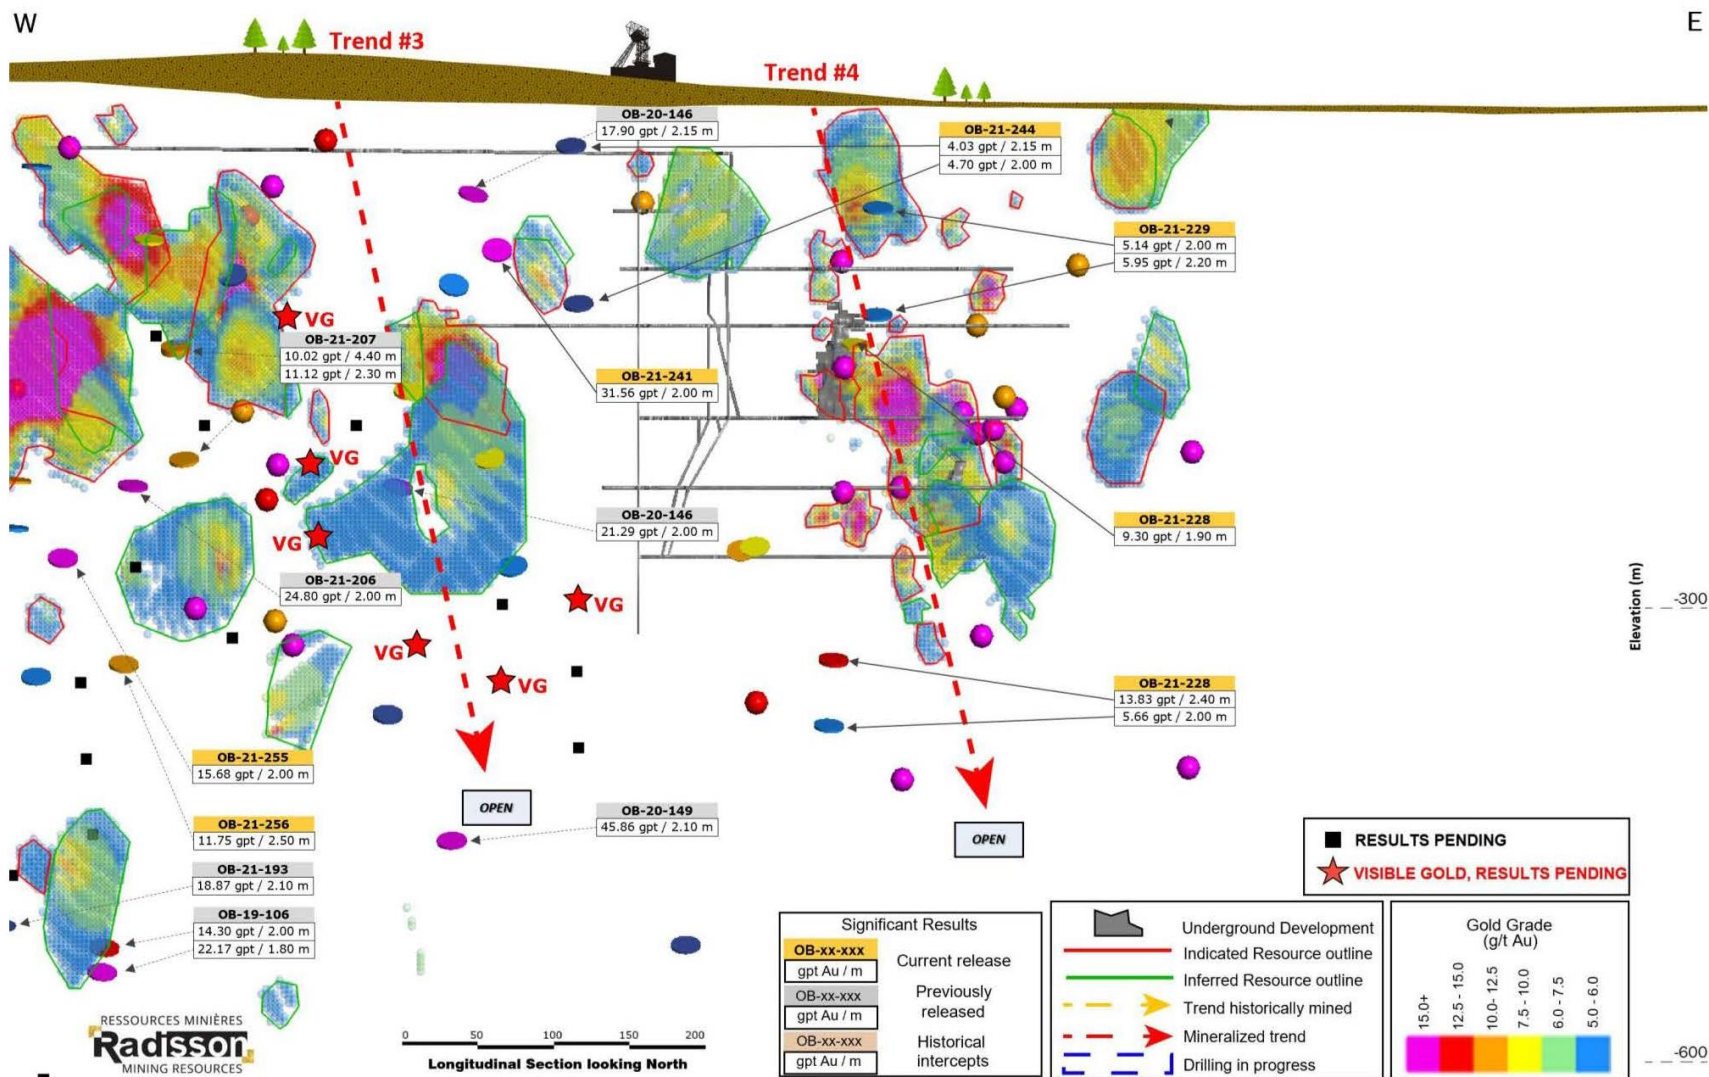 W
E
Trend #3
Trend #4
OB-20-146
17.90 gpt / 2.15 m
OB-21-244
4.03 gpt / 2.15 m
4.70 gpt / 2.00 m
OB-21-229
5.14 gpt / 2.00 m
5.95 gpt / 2.20 m
VG
OB-21-207
10.02 gpt / 4.40 m
11.12 gpt / 2.30 m
OB-21-241
31.56 gpt / 2.00 m
VG
OB-20-146
21.29 gpt / 2.00 m
OB-21-228
9.30 gpt / 1.90 m
VG
OB-21-206
24.80 gpt / 2.00 m
VG
VG
VG
Elevation (m)
-300
OB-21-228
13.83 gpt / 2.40 m
5.66 gpt / 2.00 m
OB-21-255
15.68 gpt / 2.00 m
OPEN
OB-20-149
45.86 gpt / 2.10 m
OPEN
OB-21-256
11.75 gpt / 2.50 m
OB-21-193
18.87 gpt / 2.10 m
OB-19-106
14.30 gpt / 2.00 m
22.17 gpt / 1.80 m
RESULTS PENDING
VISIBLE GOLD, RESULTS PENDING
Significant Results
OB-xx-xxx
gpt Au / m
Current release
OB-xx-xxx
gpt Au / m
Previously
released
OB-xx-xxx
gpt Au / m
Historical
intercepts
Underground Development
Indicated Resource outline
Inferred Resource outline
Trend historically mined
Mineralized trend
Drilling in progress
Gold Grade
(g/t Au)
15.0+
12.5 - 15.0
10.0 - 12.5
7.5 - 10.0
6.0 - 7.5
5.0 - 6.0
-600
RESSOURCES MINIÈRES
Radisson
MINING RESOURCES
0 50 100 150 200
Longitudinal Section looking North